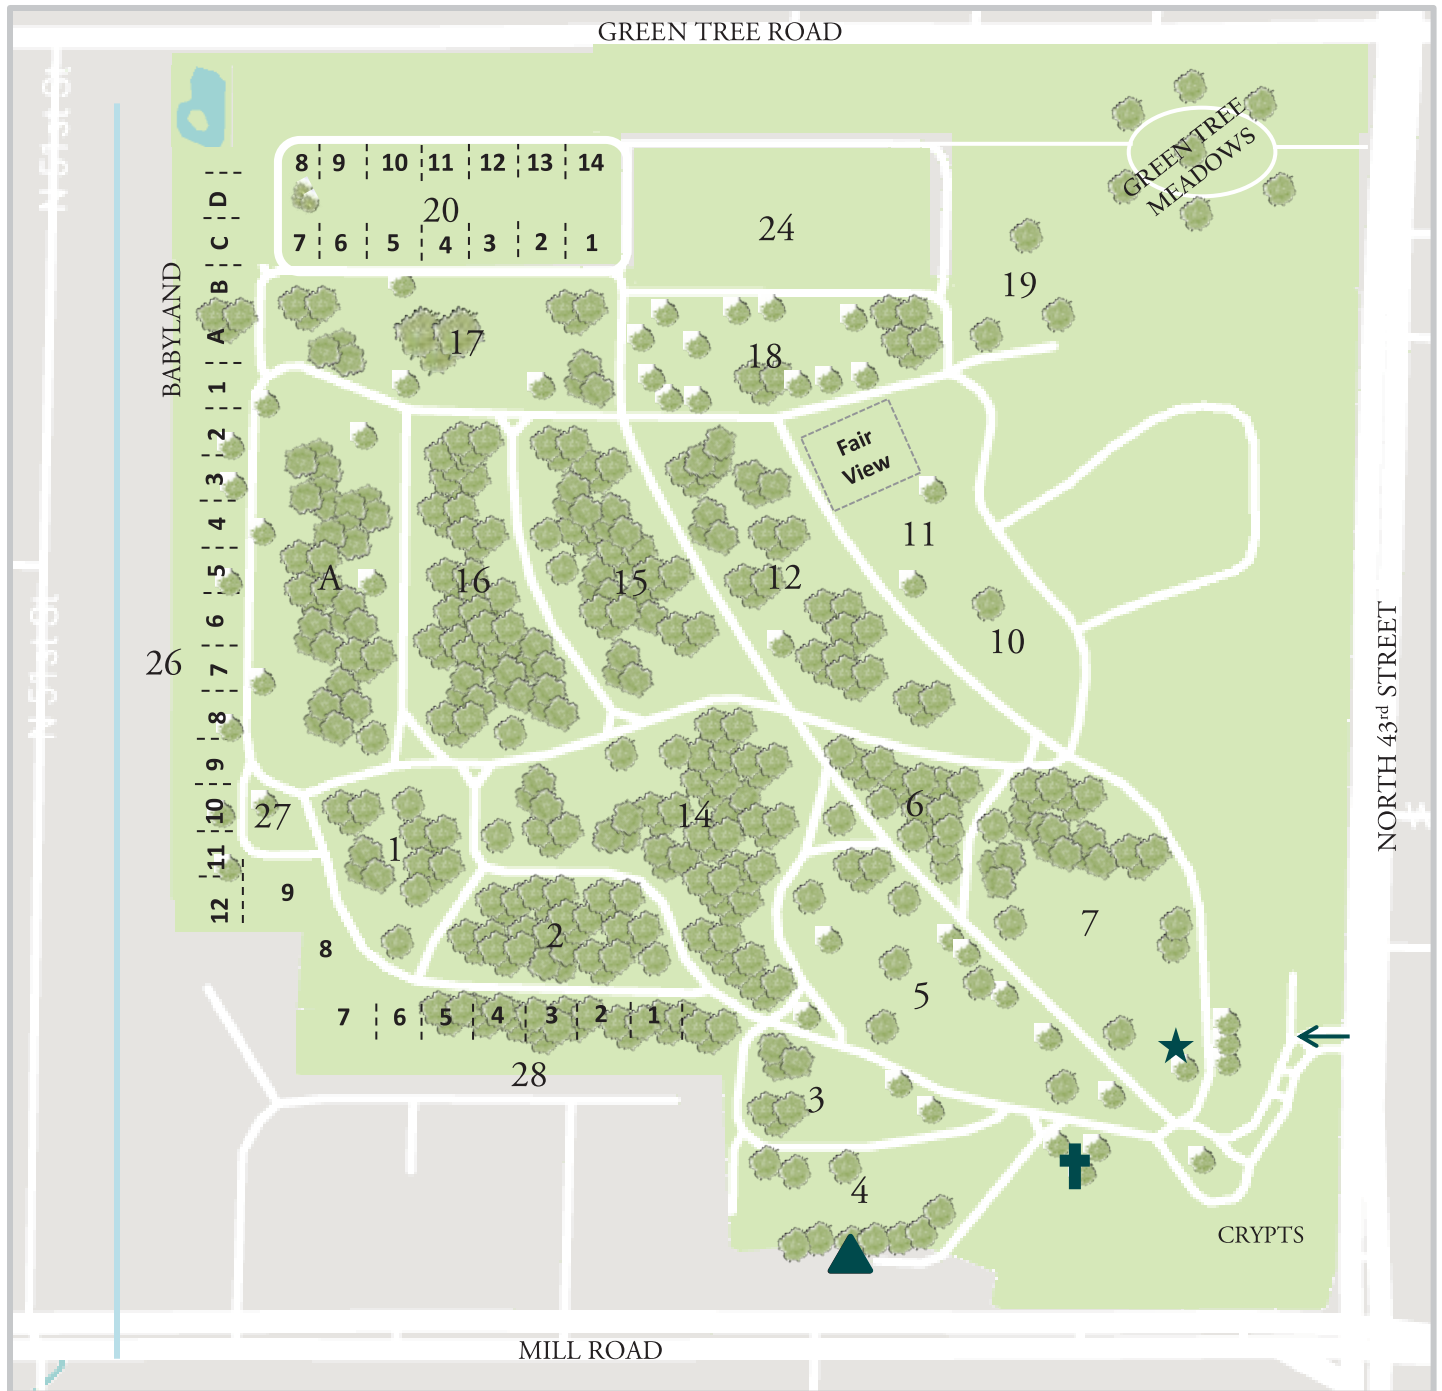 GREEN TREE ROAD
N 51st St
GREEN TREE
MEADOWS
8 9 10 11 12 13 14
20
7 6 5 4 3 2 1
24
19
D
C
B
A
BABYLAND
17
18
1
2
3
4
5
6
7
8
9
10
11
12
26
Fair
View
11
A
16
15
12
10
NORTH 43rd STREET
N 51st St
27
1
14
6
9
8
2
7
5
7 6 5 4 3 2 1
28
3
4
CRYPTS
MILL ROAD